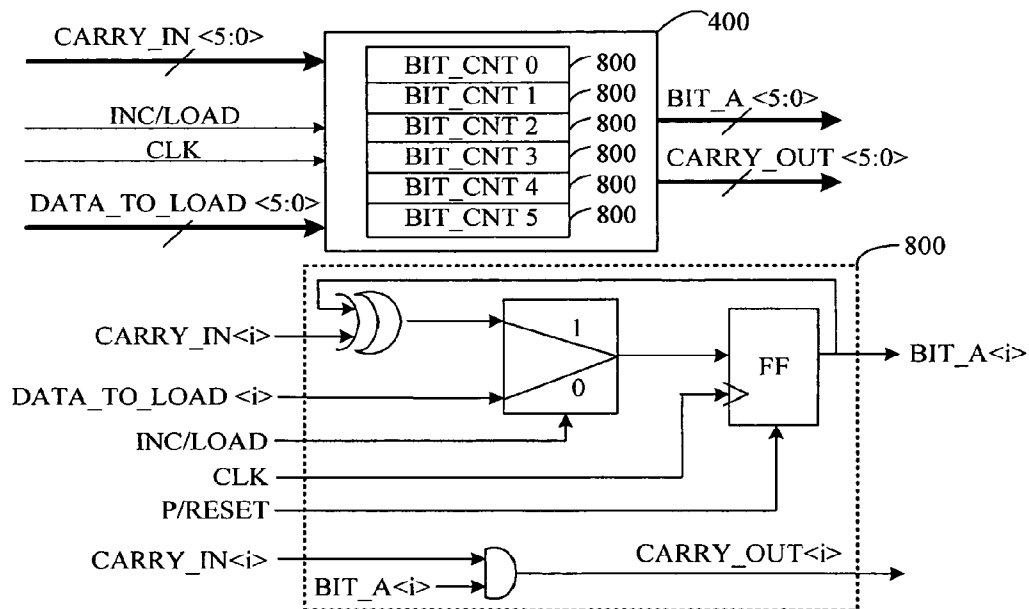 400
CARRY_IN <5:0>
BIT_CNT 0 800
BIT_CNT 1 800
BIT_CNT 2 800
BIT_CNT 3 800
BIT_CNT 4 800
BIT_CNT 5 800
INC/LOAD
CLK
DATA_TO_LOAD <5:0>
BIT_A <5:0>
CARRY_OUT <5:0>
800
CARRY_IN<i>
1
0
FF
BIT_A<i>
DATA_TO_LOAD <i>
INC/LOAD
CLK
P/RESET
CARRY_IN<i>
BIT_A<i>
CARRY_OUT<i>